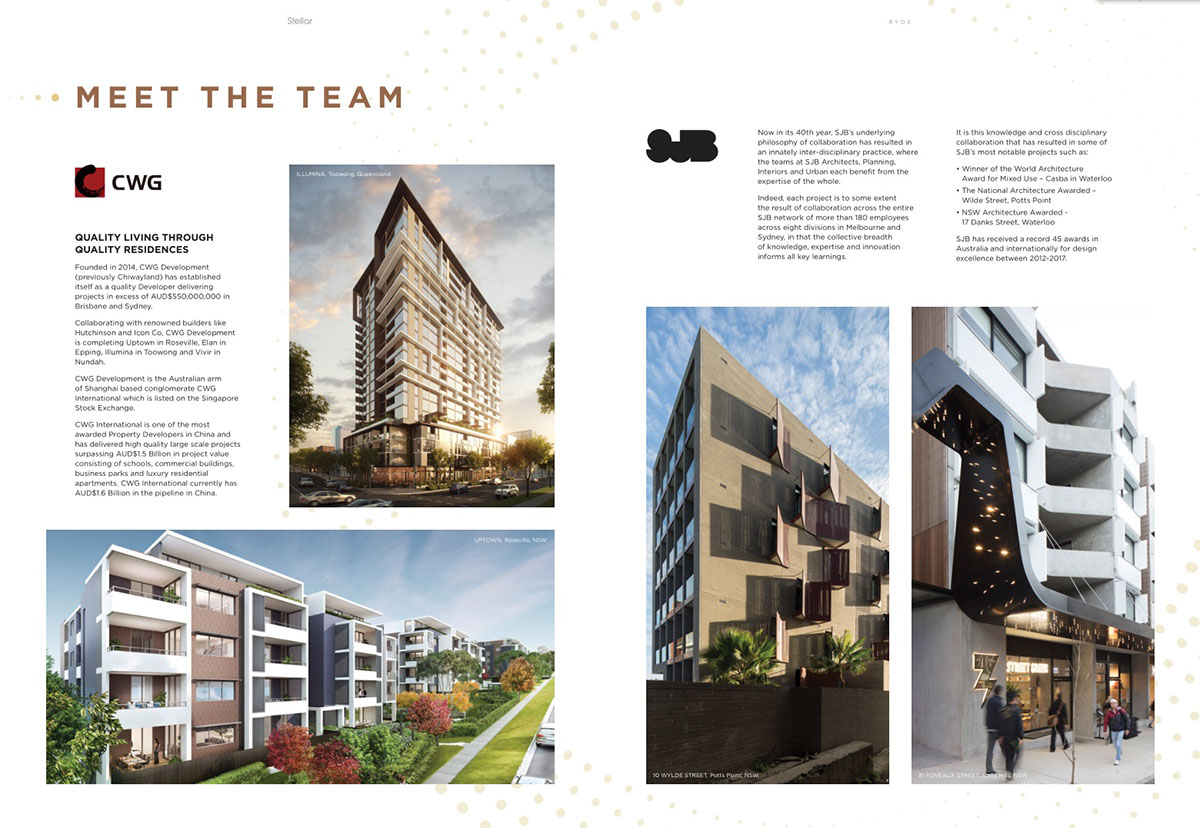 Stellar
RYDE
MEET THE TEAM
CWG
QUALITY LIVING THROUGH
QUALITY RESIDENCES
Founded in 2014, CWG Development
(previously Chiwayland) has established
itself as a quality Developer delivering
projects in excess of AUD$550,000,000 in
Brisbane and Sydney.
Collaborating with renowned builders like
Hutchinson and Icon Co, CWG Development
is completing Uptown in Roseville, Elan in
Epping, Illumina in Toowong and Vivir in
Nundah.
CWG Development is the Australian arm
of Shanghai based conglomerate CWG
International which is listed on the Singapore
Stock Exchange.
CWG International is one of the most
awarded Property Developers in China and
has delivered high quality large scale projects
surpassing AUD$1.5 Billion in project value
consisting of schools, commercial buildings,
business parks and luxury residential
apartments. CWG International currently has
AUD$1.6 Billion in the pipeline in China.
ILLUMINA, Toowong, Queensland
UPTOWN, Roseville, NSW
SJB
Now in its 40th year, SJB's underlying
philosophy of collaboration has resulted in
an innately inter-disciplinary practice, where
the teams at SJB Architects, Planning,
Interiors and Urban each benefit from the
expertise of the whole.
Indeed, each project is to some extent
the result of collaboration across the entire
SJB network of more than 180 employees
across eight divisions in Melbourne and
Sydney, in that the collective breadth
of knowledge, expertise and innovation
informs all key learnings.
It is this knowledge and cross disciplinary
collaboration that has resulted in some of
SJB's most notable projects such as:
• Winner of the World Architecture
Award for Mixed Use – Casba in Waterloo
• The National Architecture Awarded –
Wilde Street, Potts Point
• NSW Architecture Awarded -
17 Danks Street, Waterloo
SJB has received a record 45 awards in
Australia and internationally for design
excellence between 2012-2017.
10 WYLDE STREET, Potts Point, NSW
STREET GREEK
81 FOVEAUX STREET, Surry Hills, NSW